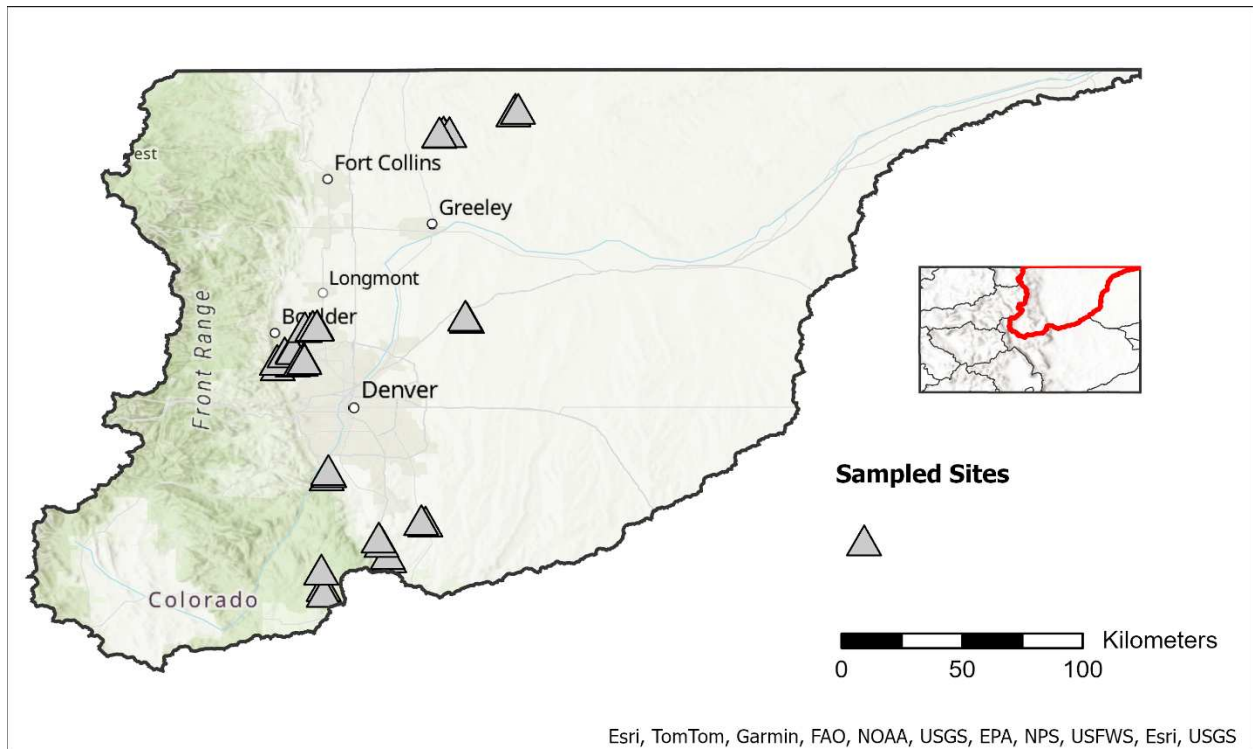 est
Fort Collins
Greeley
Longmont
Boulder
Front Range
Denver
Sampled Sites
Colorado
Kilometers
0 50 100
Esri, TomTom, Garmin, FAO, NOAA, USGS, EPA, NPS, USFWS, Esri, USGS